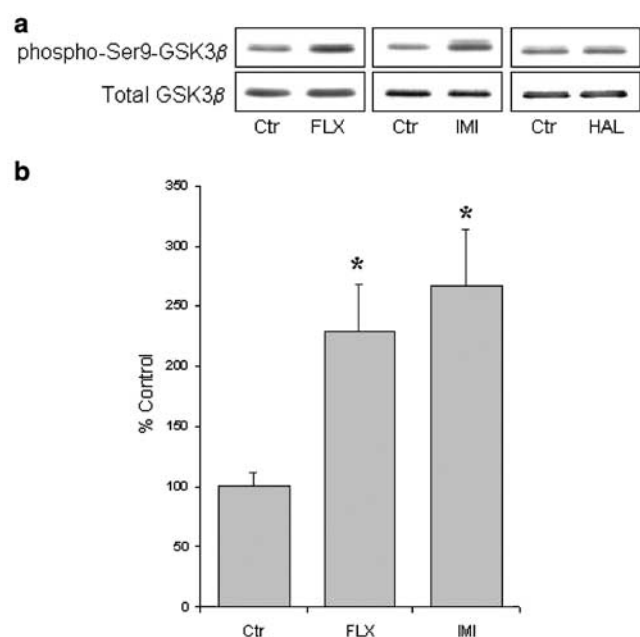 a
phospho-Ser9-GSK3β
Total GSK3β
Ctr FLX Ctr IMI Ctr HAL
b
350
300
250
200
150
100
50
0
% Control
*
*
Ctr FLX IMI